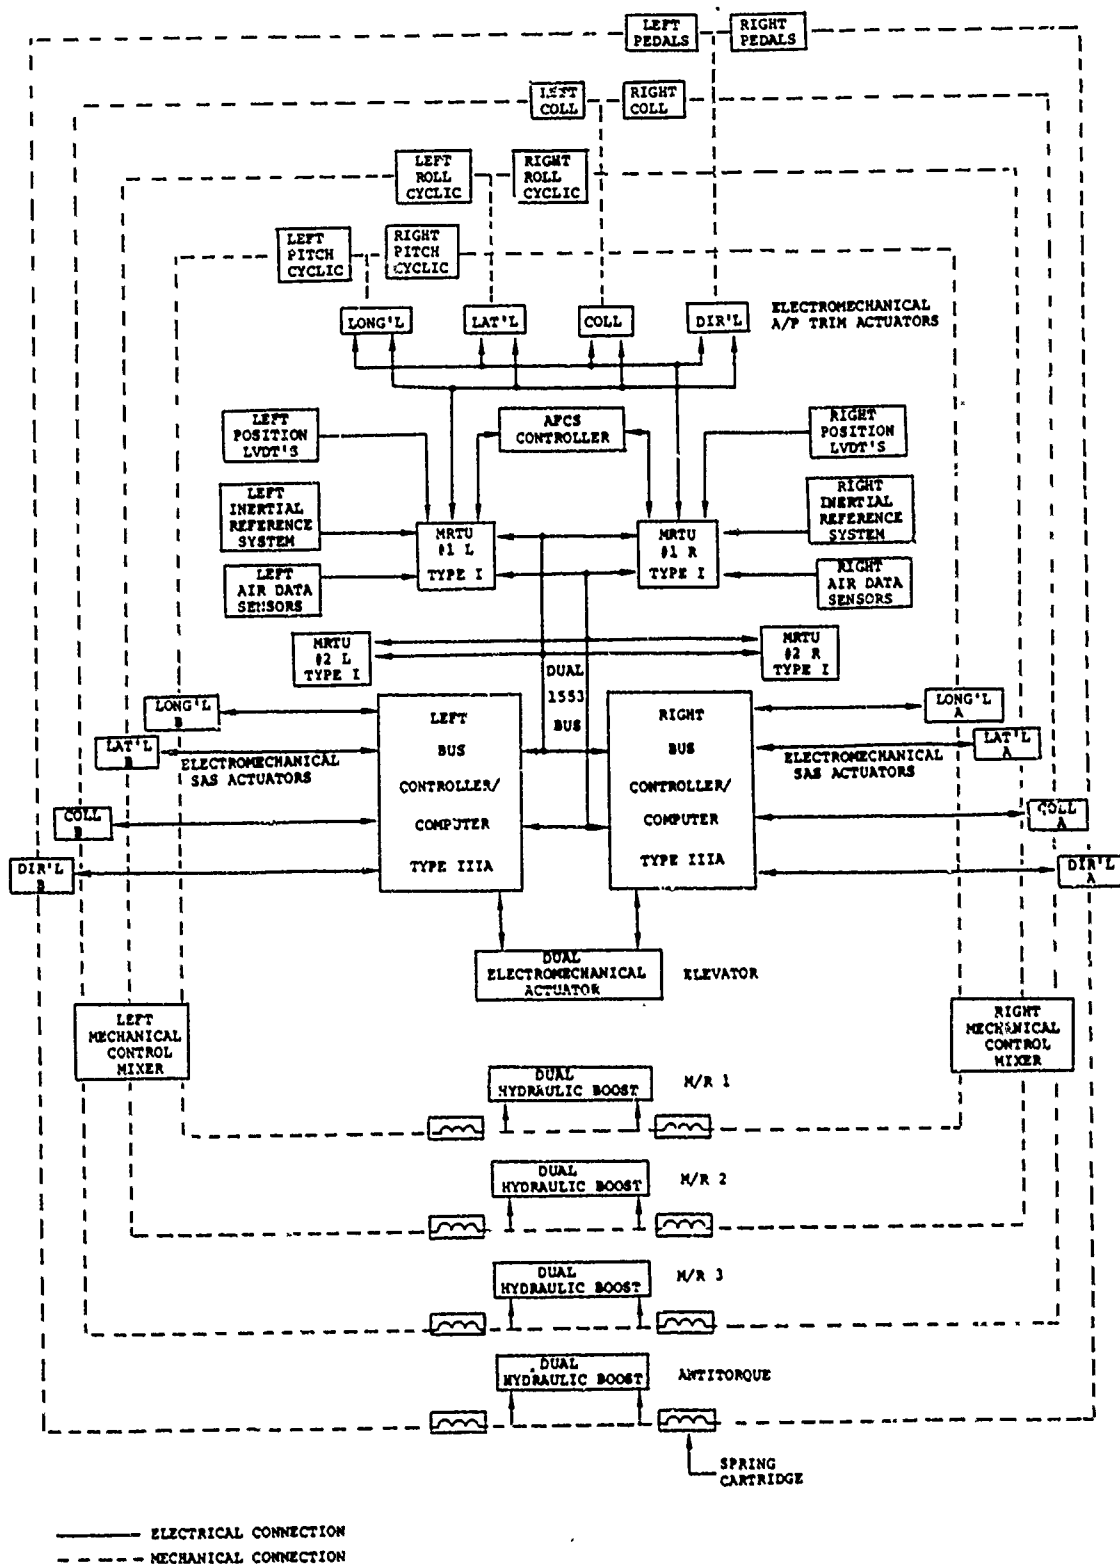 LEFT
PEDALS
RIGHT
PEDALS
LEFT
COLL
RIGHT
COLL
LEFT
ROLL
CYCLIC
RIGHT
ROLL
CYCLIC
LEFT
PITCH
CYCLIC
RIGHT
PITCH
CYCLIC
LONG'L
LAT'L
COLL
DIR'L
ELECTROMECHANICAL
A/P TRIM ACTUATORS
LEFT
POSITION
LVDT'S
AFCS
CONTROLLER
RIGHT
POSITION
LVDT'S
LEFT
INERTIAL
REFERENCE
SYSTEM
MRTU
#1 L
TYPE I
MRTU
#1 R
TYPE I
RIGHT
INERTIAL
REFERENCE
SYSTEM
LEFT
AIR DATA
SENSORS
RIGHT
AIR DATA
SENSORS
MRTU
#2 L
TYPE I
MRTU
#2 R
TYPE I
DUAL
1553
BUS
LONG'L
B
LAT'L
B
ELECTROMECHANICAL
SAS ACTUATORS
COLL
B
DIR'L
B
LEFT
BUS
CONTROLLER/
COMPUTER
TYPE IIIA
RIGHT
BUS
CONTROLLER/
COMPUTER
TYPE IIIA
LONG'L
A
LAT'L
A
ELECTROMECHANICAL
SAS ACTUATORS
COLL
A
DIR'L
A
DUAL
ELECTROMECHANICAL
ACTUATOR
ELEVATOR
LEFT
MECHANICAL
CONTROL
MIXER
RIGHT
MECHANICAL
CONTROL
MIXER
DUAL
HYDRAULIC BOOST
M/R 1
DUAL
HYDRAULIC BOOST
M/R 2
DUAL
HYDRAULIC BOOST
M/R 3
DUAL
HYDRAULIC BOOST
ANTITORQUE
SPRING
CARTRIDGE
ELECTRICAL CONNECTION
MECHANICAL CONNECTION